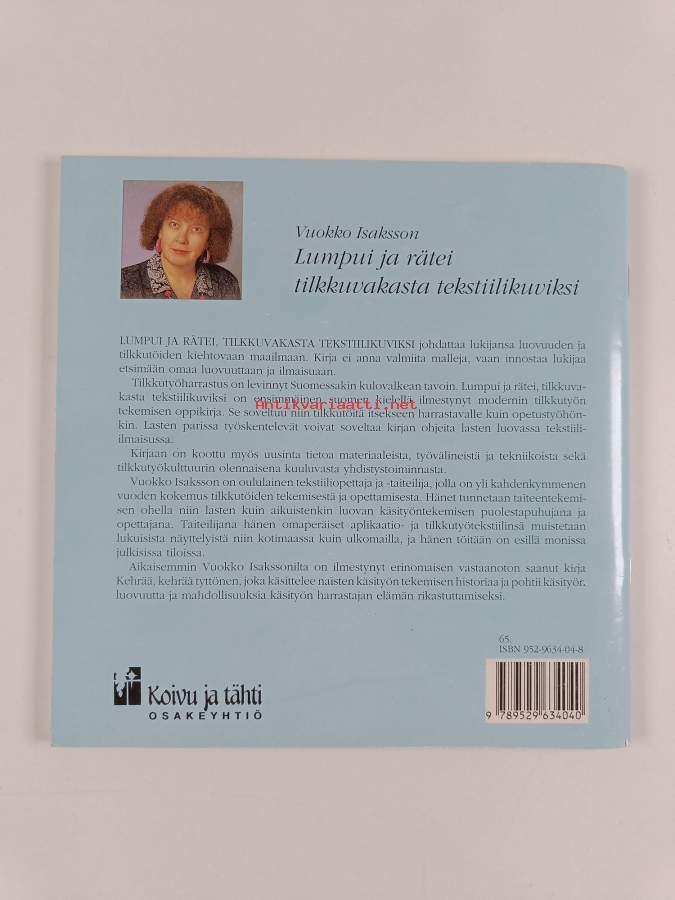 Vuokko Isaksson
Lumpui ja rätei
tilkkuvakasta tekstiilikuviksi
LUMPUI JA RÄTEI, TILKKUVAKASTA TEKSTIILIKUVIKSI johdattaa lukijansa luovuuden ja
tilkkutöiden kiehtovaan maailmaan. Kirja ei anna valmiita malleja, vaan innostaa lukijaa
etsimään omaa luovuuttaan ja ilmaisuaan.
Tilkkutyöharrastus on levinnyt Suomessakin kulovalkean tavoin. Lumpui ja rätei, tilkkuva-
kasta tekstiilikuviksi on ensimmäinen suomen kielellä ilmestynyt modernin tilkkutyön
Antikvariaatti.net
tekemisen oppikirja. Se soveltuu niin tilkkutöitä itsekseen harrastavalle kuin opetustyöhön-
kin. Lasten parissa työskentelevät voivat soveltaa kirjan ohjeita lasten luovassa tekstiili-
ilmaisussa.
Kirjaan on koottu myös uusinta tietoa materiaaleista, työvälineistä ja tekniikoista sekä
tilkkutyökulttuurin olennaisena kuuluvasta yhdistystoiminnasta.
Vuokko Isaksson on oululainen tekstiiliopettaja ja -taiteilija, jolla on yli kahdenkymmenen
vuoden kokemus tilkkutöiden tekemisestä ja opettamisesta. Hänet tunnetaan taiteentekemi-
sen ohella niin lasten kuin aikuistenkin luovan käsityöntekemisen puolestapuhujana ja
opettajana. Taiteilijana hänen omaperäiset aplikaatio- ja tilkkutyötekstiilinsä muistetaan
lukuisista näyttelyistä niin kotimaassa kuin ulkomailla, ja hänen töitään on esillä monissa
julkisissa tiloissa.
Aikaisemmin Vuokko Isakssonilta on ilmestynyt erinomaisen vastaanoton saanut kirja
Kehrää, kehrää tyttönen, joka käsittelee naisten käsityön tekemisen historiaa ja pohtii käsityör.
luovuutta ja mahdollisuuksia käsityön harrastajan elämän rikastuttamiseksi.
65.
ISBN 952-9634-04-8
9 789529 634040
Koivu ja tähti
OSAKEYHTIÖ